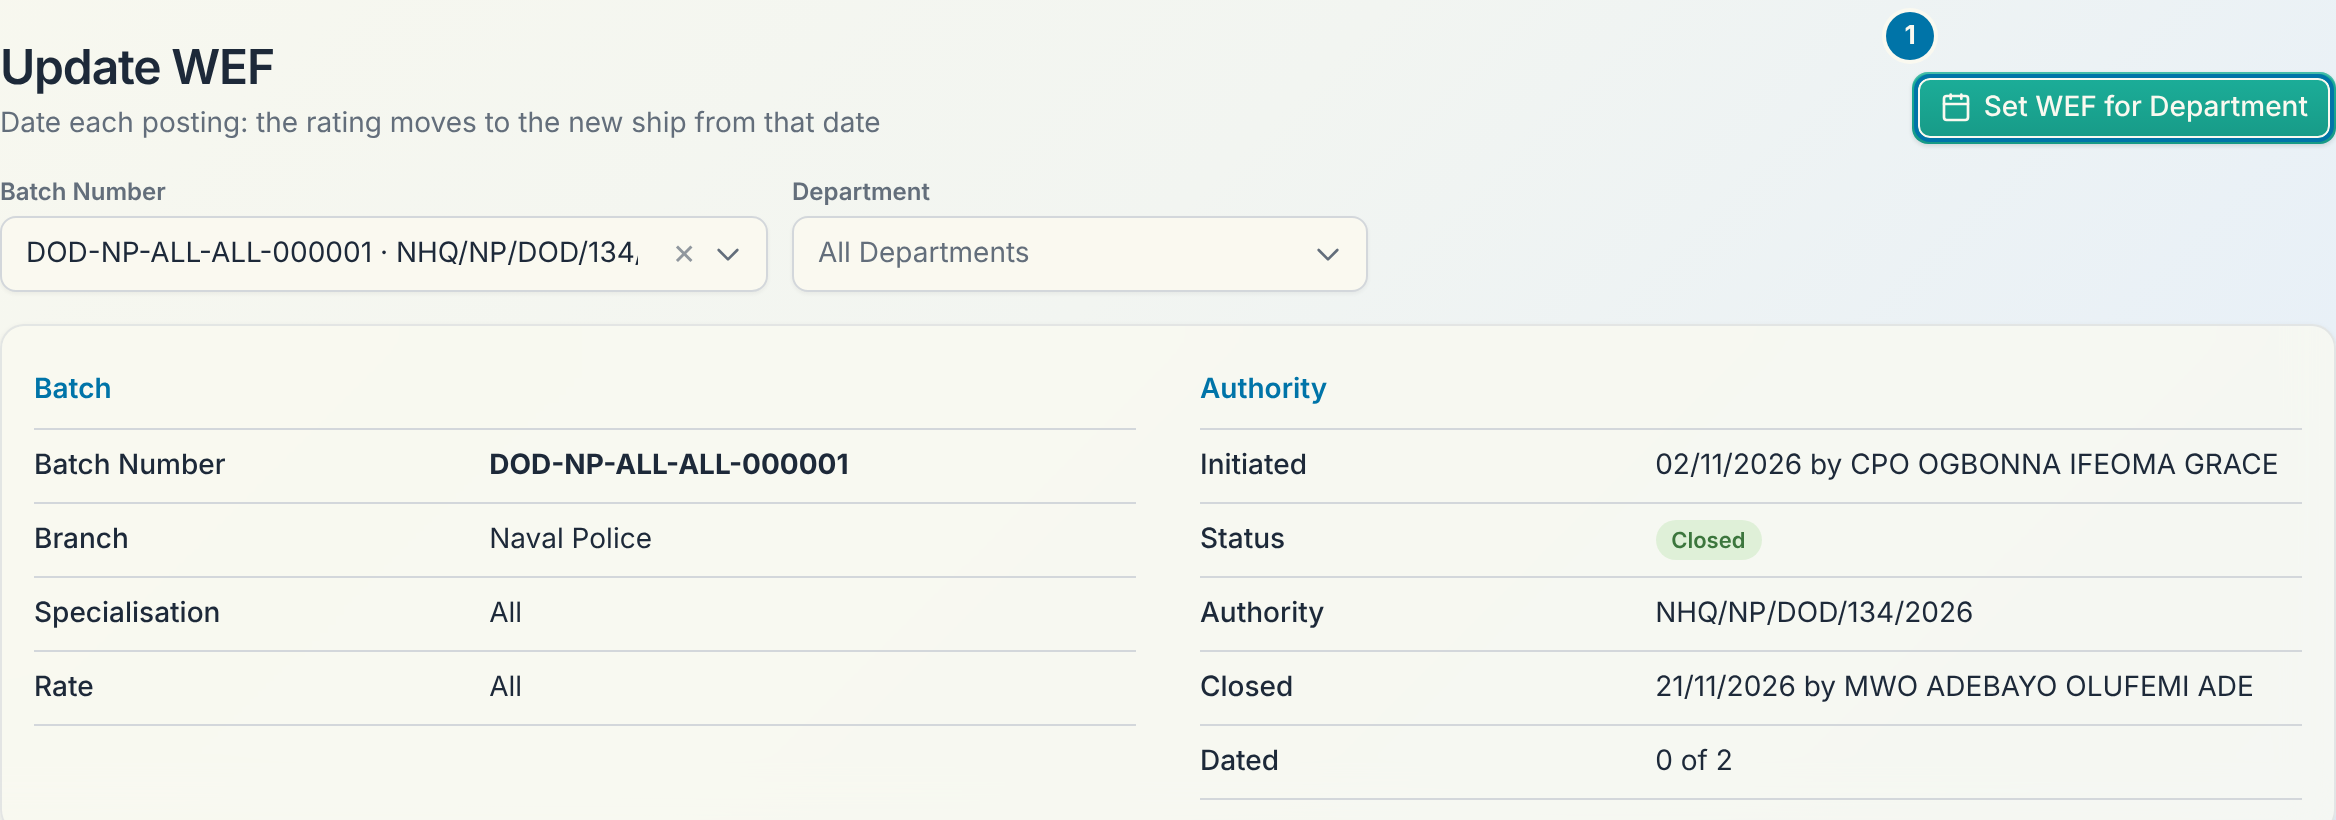 1
Update WEF
Date each posting: the rating moves to the new ship from that date
Set WEF for Department
Batch Number
Department
DOD-NP-ALL-ALL-000001 · NHQ/NP/DOD/134/
All Departments
Batch
Authority
Batch Number DOD-NP-ALL-ALL-000001
Initiated 02/11/2026 by CPO OGBONNA IFEOMA GRACE
Branch Naval Police
Status Closed
Specialisation All
Authority NHQ/NP/DOD/134/2026
Rate All
Closed 21/11/2026 by MWO ADEBAYO OLUFEMI ADE
Dated 0 of 2